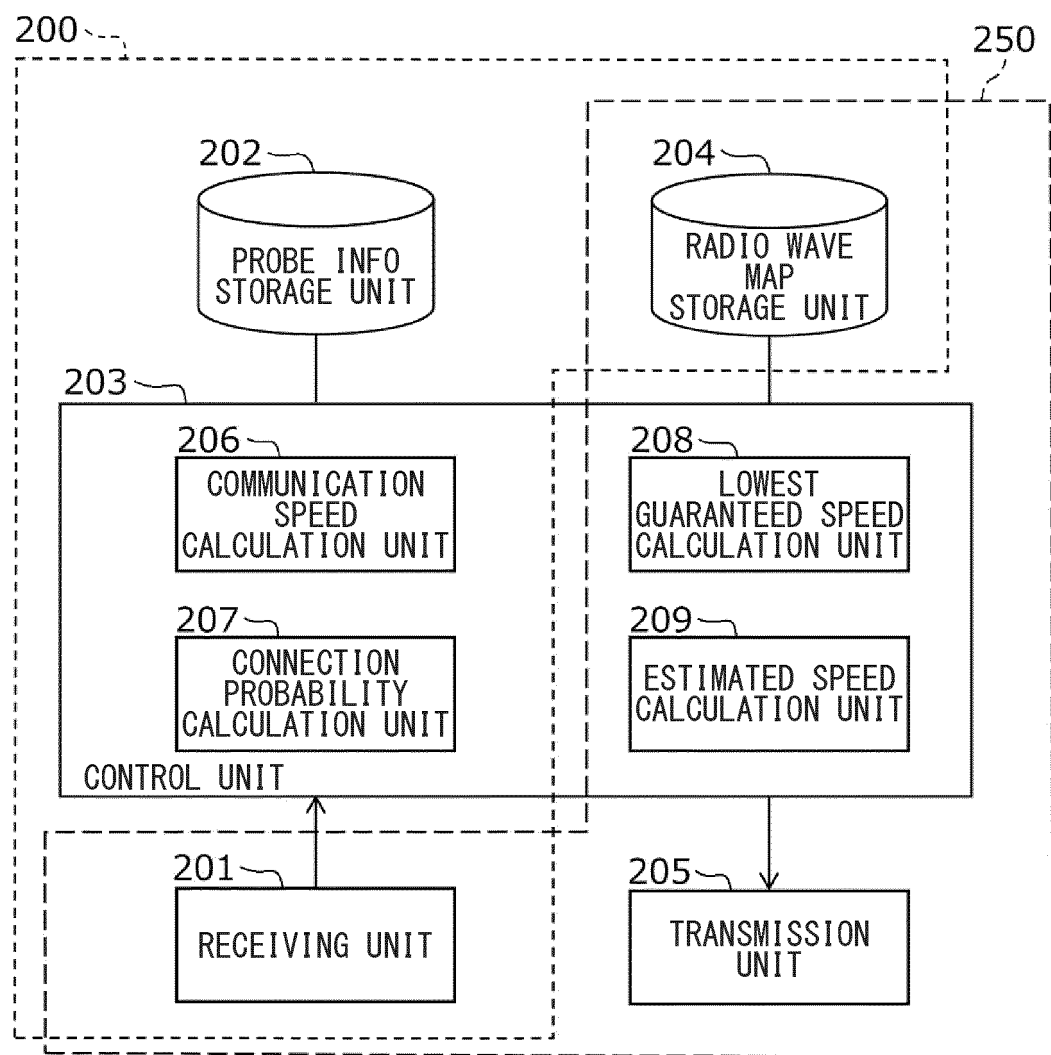 200
250
202
PROBE INFO
STORAGE UNIT
204
RADIO WAVE
MAP
STORAGE UNIT
203
206
COMMUNICATION
SPEED
CALCULATION UNIT
208
LOWEST
GUARANTEED SPEED
CALCULATION UNIT
207
CONNECTION
PROBABILITY
CALCULATION UNIT
209
ESTIMATED SPEED
CALCULATION UNIT
CONTROL UNIT
201
RECEIVING UNIT
205
TRANSMISSION
UNIT